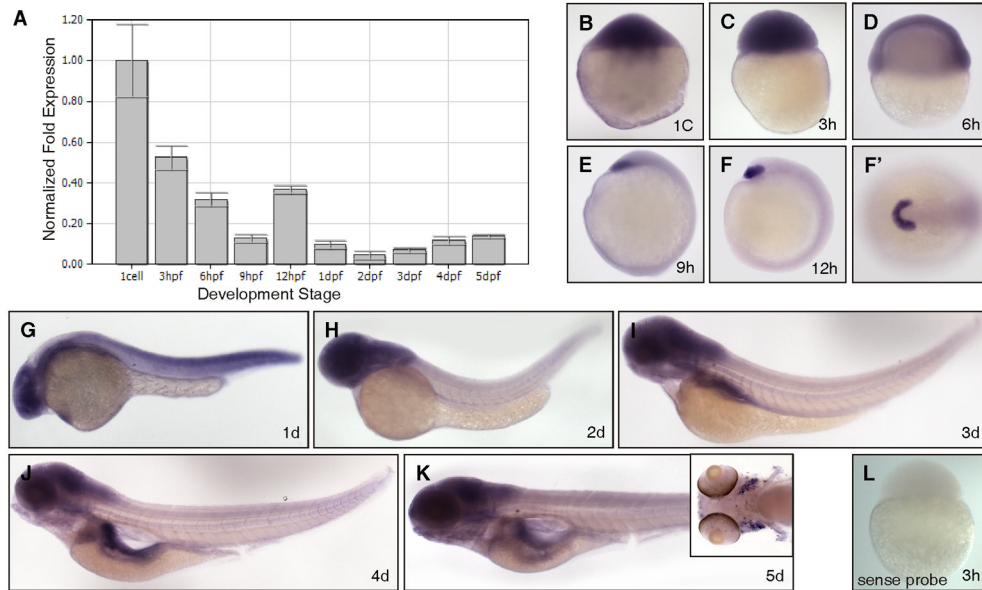 A
Normalized Fold Expression
1.20
1.00
0.80
0.60
0.40
0.20
0.00
1cell 3hpf 6hpf 9hpf 12hpf 1dpf 2dpf 3dpf 4dpf 5dpf
Development Stage
B
1C
C
3h
D
6h
E
9h
F
12h
F'
G
1d
H
2d
I
3d
J
4d
K
5d
L
sense probe 3h